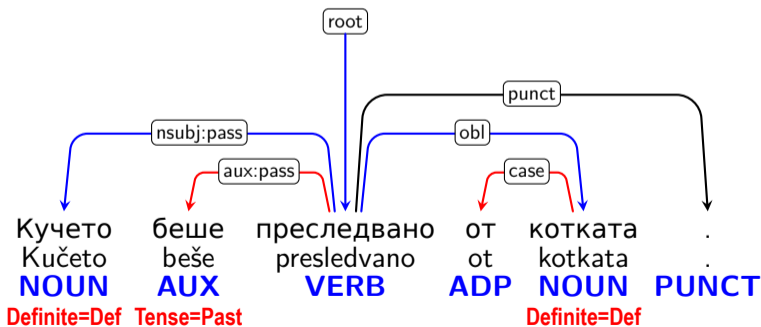 root
punct
nsubj:pass obl
aux:pass case
Кучето беше преследвано от котката .
Kučeto beše presledvano ot kotkata .
NOUN AUX VERB ADP NOUN PUNCT
Definite=Def Tense=Past Definite=Def